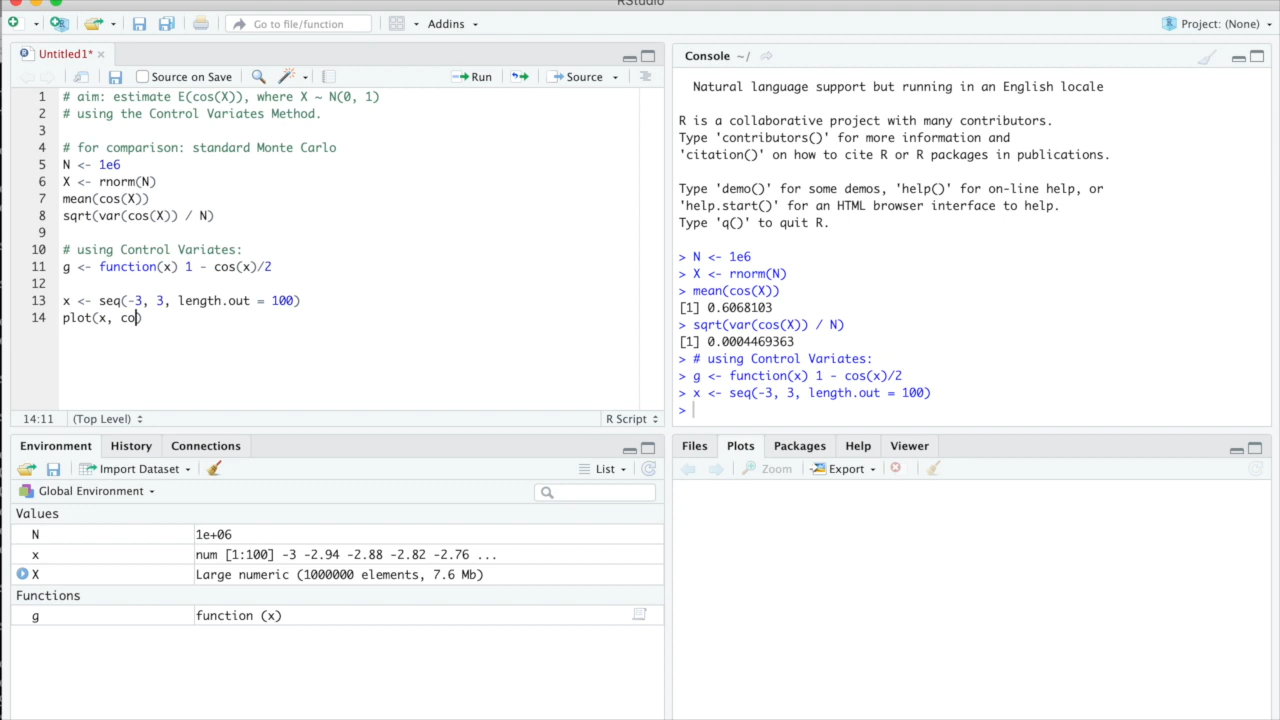 RStudio
Go to file/function
Addins
Project: (None)
Untitled1*
Source on Save
Run
Source
1 # aim: estimate E(cos(X)), where X ~ N(0, 1)
2 # using the Control Variates Method.
3
4 # for comparison: standard Monte Carlo
5 N <- 1e6
6 X <- rnorm(N)
7 mean(cos(X))
8 sqrt(var(cos(X)) / N)
9
10 # using Control Variates:
11 g <- function(x) 1 - cos(x)/2
12
13 x <- seq(-3, 3, length.out = 100)
14 plot(x, co)
14:11 (Top Level) R Script
Console ~/
Natural language support but running in an English locale
R is a collaborative project with many contributors.
Type 'contributors()' for more information and
'citation()' on how to cite R or R packages in publications.
Type 'demo()' for some demos, 'help()' for on-line help, or
'help.start()' for an HTML browser interface to help.
Type 'q()' to quit R.
> N <- 1e6
> X <- rnorm(N)
> mean(cos(X))
[1] 0.6068103
> sqrt(var(cos(X)) / N)
[1] 0.0004469363
> # using Control Variates:
> g <- function(x) 1 - cos(x)/2
> x <- seq(-3, 3, length.out = 100)
>
Environment History Connections
Import Dataset List
Global Environment
Values
N 1e+06
x num [1:100] -3 -2.94 -2.88 -2.82 -2.76 ...
X Large numeric (1000000 elements, 7.6 Mb)
Functions
g function (x)
Files Plots Packages Help Viewer
Zoom Export